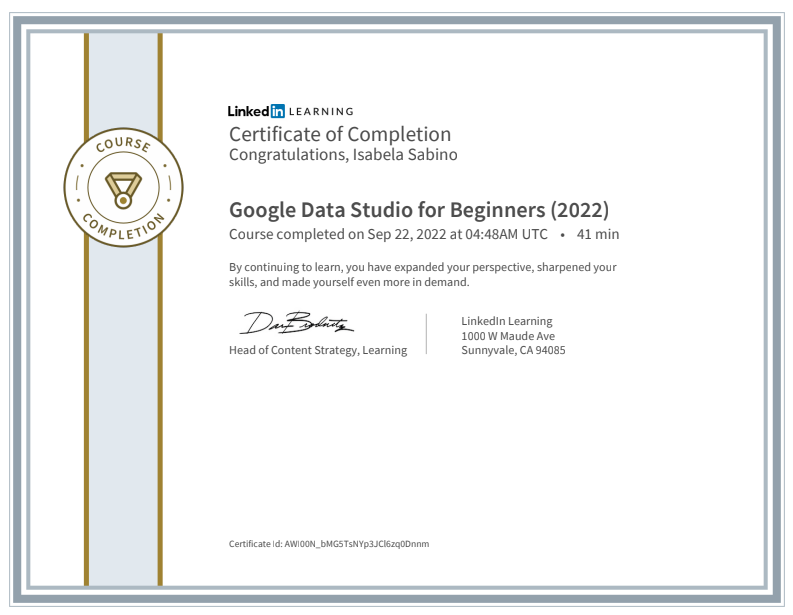 COURSE
COMPLETION
Linked in LEARNING
Certificate of Completion
Congratulations, Isabela Sabino
Google Data Studio for Beginners (2022)
Course completed on Sep 22, 2022 at 04:48AM UTC • 41 min
By continuing to learn, you have expanded your perspective, sharpened your
skills, and made yourself even more in demand.
Head of Content Strategy, Learning
LinkedIn Learning
1000 W Maude Ave
Sunnyvale, CA 94085
Certificate Id: AWI00N_bMG5TsNYp3JCl6zq0Dnnm